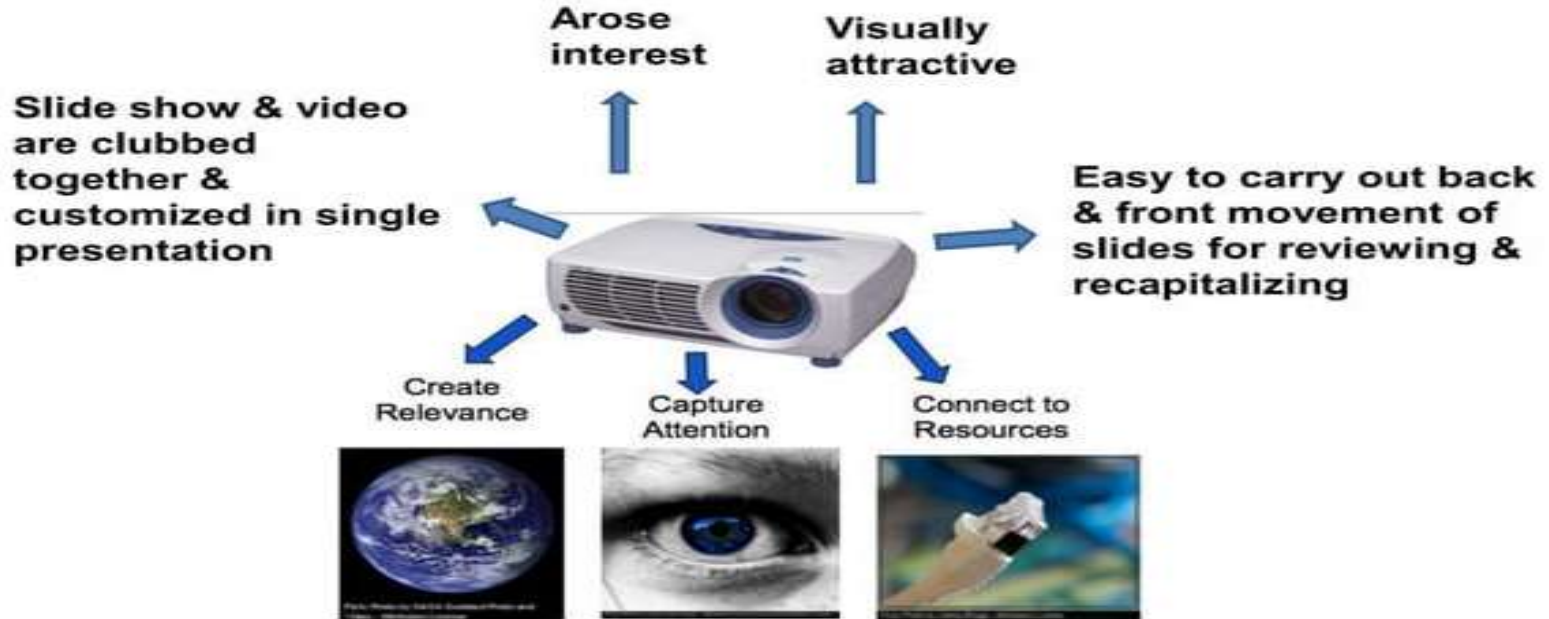 Arose
interest
Visually
attractive
Slide show & video
are clubbed
together &
customized in single
presentation
Easy to carry out back
& front movement of
slides for reviewing &
recapitalizing
Create
Relevance
Capture
Attention
Connect to
Resources